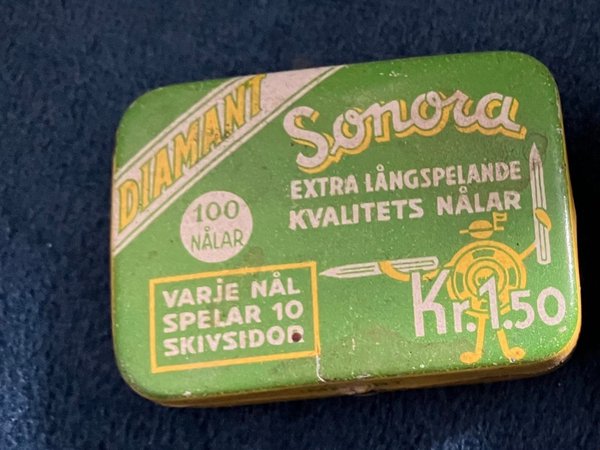 DIAMANT
Sonora
EXTRA LÅNGSPELANDE
KVALITETS NÅLAR
100
NÅLAR
VARJE NÅL
SPELAR 10
SKIVSIDOR
Kr. 1.50